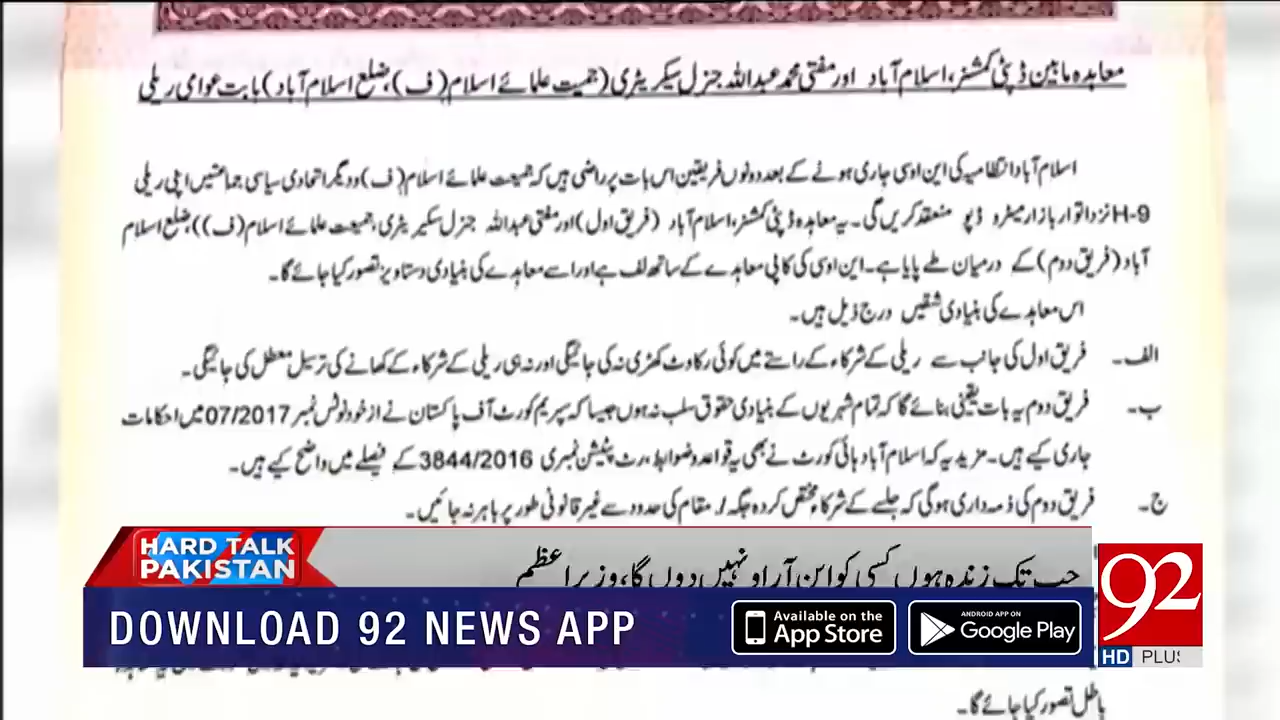 معاہدہ مابین ڈپٹی کمشنر، اسلام آباد اور مفتی محمد عبداللہ جنرل سیکریٹری (جمیت علمائے اسلام (ف)، ضلع اسلام آباد) بابت عوامی ریلی
اسلام آباد انتظامیہ کی این اوسی جاری ہونے کے بعد دونوں فریقین اس بات پر راضی ہیں کہ جمیعت علمائے اسلام (ف) و دیگر اتحادی سیاسی جماعتیں اپنی ریلی
H-9 نزد اتوار بازار میٹرو ڈپو منعقد کریں گی۔ یہ معاہدہ ڈپٹی کمشنر، اسلام آباد (فریق اول) اور مفتی عبداللہ جنرل سیکریٹری، جمیعت علمائے اسلام (ف))، ضلع اسلام
آباد (فریق دوم) کے درمیان طے پایا ہے۔ این اوسی کی کاپی معاہدے کے ساتھ لف ہے اور اسے معاہدے کی بنیادی دستاویز تصور کیا جائے گا۔
اس معاہدے کی بنیادی شقیں درج ذیل ہیں۔
الف۔ فریق اول کی جانب سے ریلی کے شرکاء کے راستے میں کوئی رکاوٹ کھڑی نہ کی جائیگی اور نہ ہی ریلی کے شرکاء کے کھانے کی ترسیل معطل کی جائیگی۔
ب۔ فریق دوم یہ بات یقینی بنائے گا کہ تمام شہریوں کے بنیادی حقوق سلب نہ ہوں جیسا کہ سپریم کورٹ آف پاکستان نے از خود نوٹس نمبر 07/2017 میں احکامات
جاری کیے ہیں۔ مزید یہ کہ اسلام آباد ہائی کورٹ نے بھی یہ قواعد و ضوابط، رٹ پٹیشن نمبری 3844/2016 کے فیصلے میں واضح کیے ہیں۔
ج۔ فریق دوم کی ذمہ داری ہوگی کہ جلسے کے شرکاء مختص کردہ جگہ / مقام کی حدود سے غیر قانونی طور پر باہر نہ جائیں۔
HARD TALK
PAKISTAN
جب تک زندہ ہوں کسی کو این آر او نہیں دوں گا، وزیراعظم
DOWNLOAD 92 NEWS APP
Available on the
App Store
ANDROID APP ON
Google Play
92
HD PLUS
باطل تصور کیا جائے گا۔